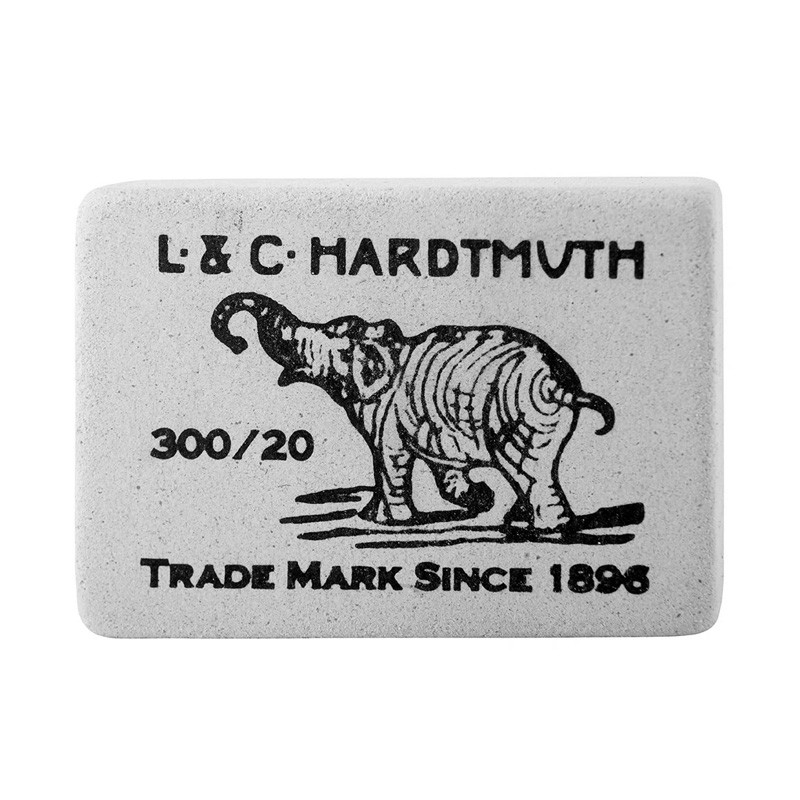 L·&C·HARDTMUTH
300/20
TRADE MARK SINCE 1896